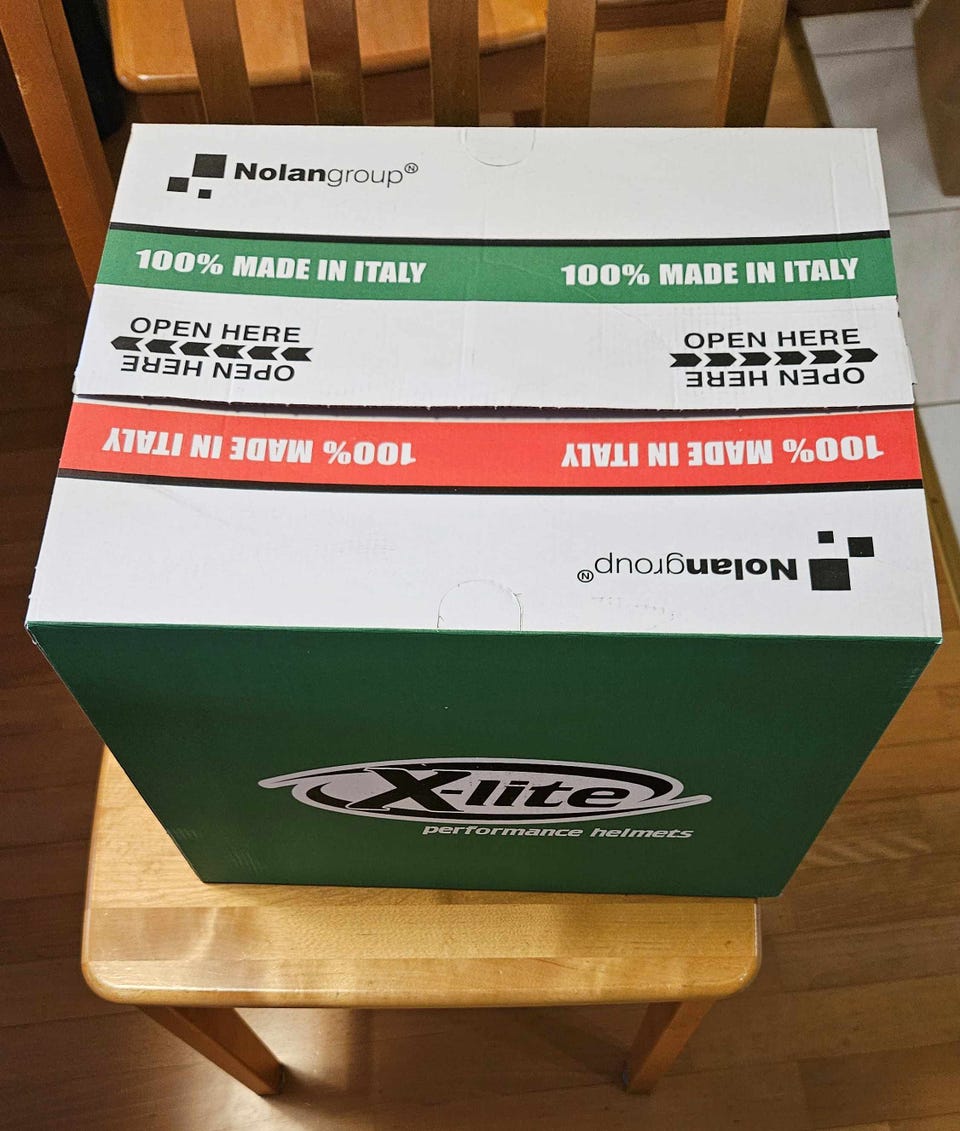 Nolangroup®
100% MADE IN ITALY 100% MADE IN ITALY
OPEN HERE OPEN HERE
OPEN HERE OPEN HERE
100% MADE IN ITALY 100% MADE IN ITALY
Nolangroup®
X-lite
performance helmets